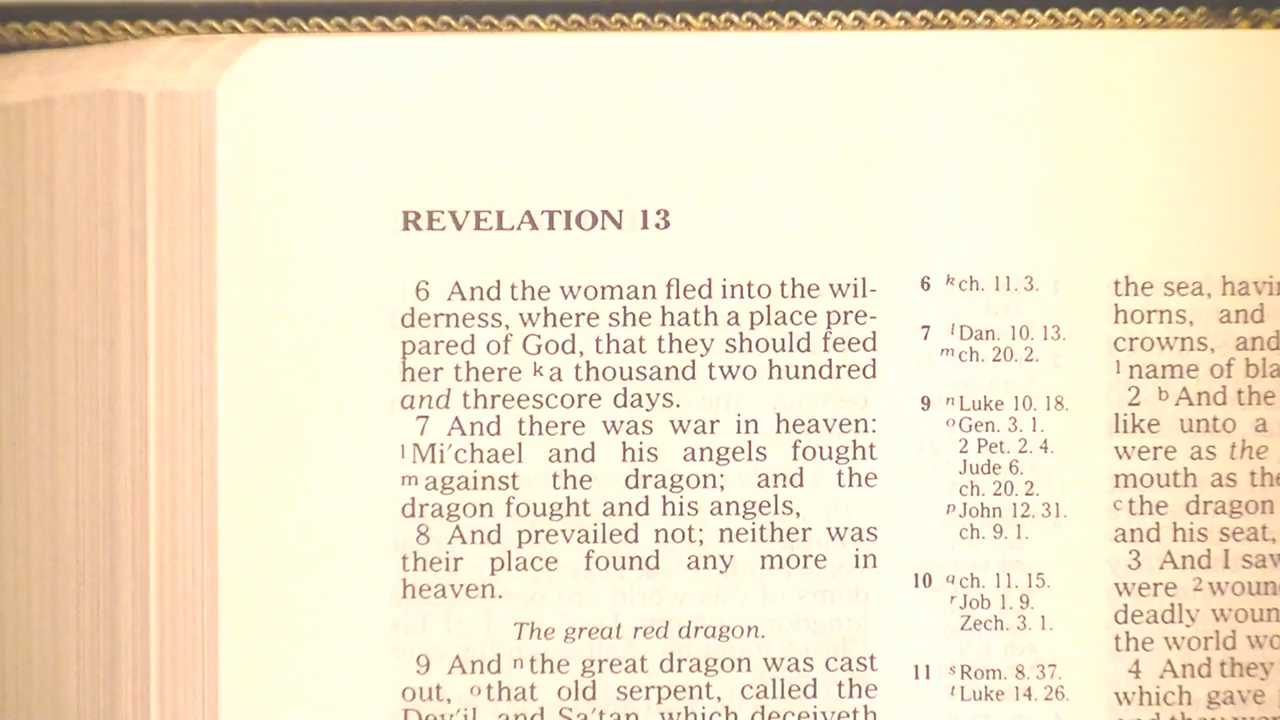 REVELATION 13
6 And the woman fled into the wil-
derness, where she hath a place pre-
pared of God, that they should feed
her there k a thousand two hundred
and threescore days.
7 And there was war in heaven:
l Mi′chael and his angels fought
m against the dragon; and the
dragon fought and his angels,
8 And prevailed not; neither was
their place found any more in
heaven.
The great red dragon.
9 And n the great dragon was cast
out, o that old serpent, called the
Dev′il, and Sa′tan, which deceiveth
6 k ch. 11. 3.
7 l Dan. 10. 13.
m ch. 20. 2.
9 n Luke 10. 18.
o Gen. 3. 1.
2 Pet. 2. 4.
Jude 6.
ch. 20. 2.
p John 12. 31.
ch. 9. 1.
10 q ch. 11. 15.
r Job 1. 9.
Zech. 3. 1.
11 s Rom. 8. 37.
t Luke 14. 26.
the sea, havi
horns, and
crowns, and
1 name of bla
2 b And the
like unto a
were as the
mouth as the
c the dragon
and his seat,
3 And I saw
were 2 woun
deadly woun
the world wo
4 And they
which gave